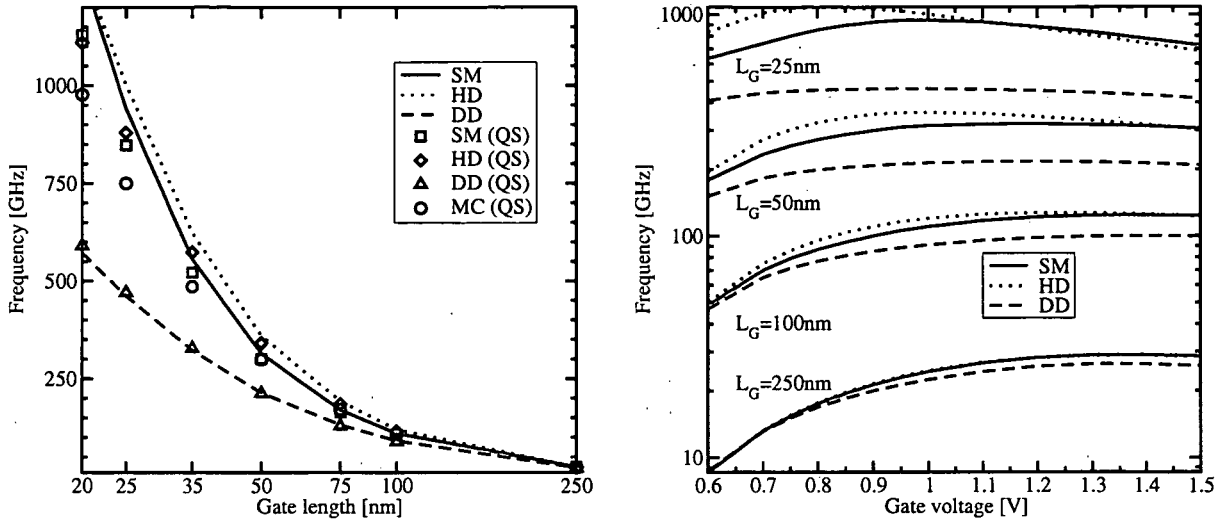 Frequency [GHz]
1000
750
500
250
20
25
35
50
75
100
250
Gate length [nm]
SM
HD
DD
SM (QS)
HD (QS)
DD (QS)
MC (QS)
Frequency [GHz]
1000
100
10
L_G=25nm
L_G=50nm
L_G=100nm
L_G=250nm
SM
HD
DD
0.6
0.7
0.8
0.9
1
1.1
1.2
1.3
1.4
1.5
Gate voltage [V]